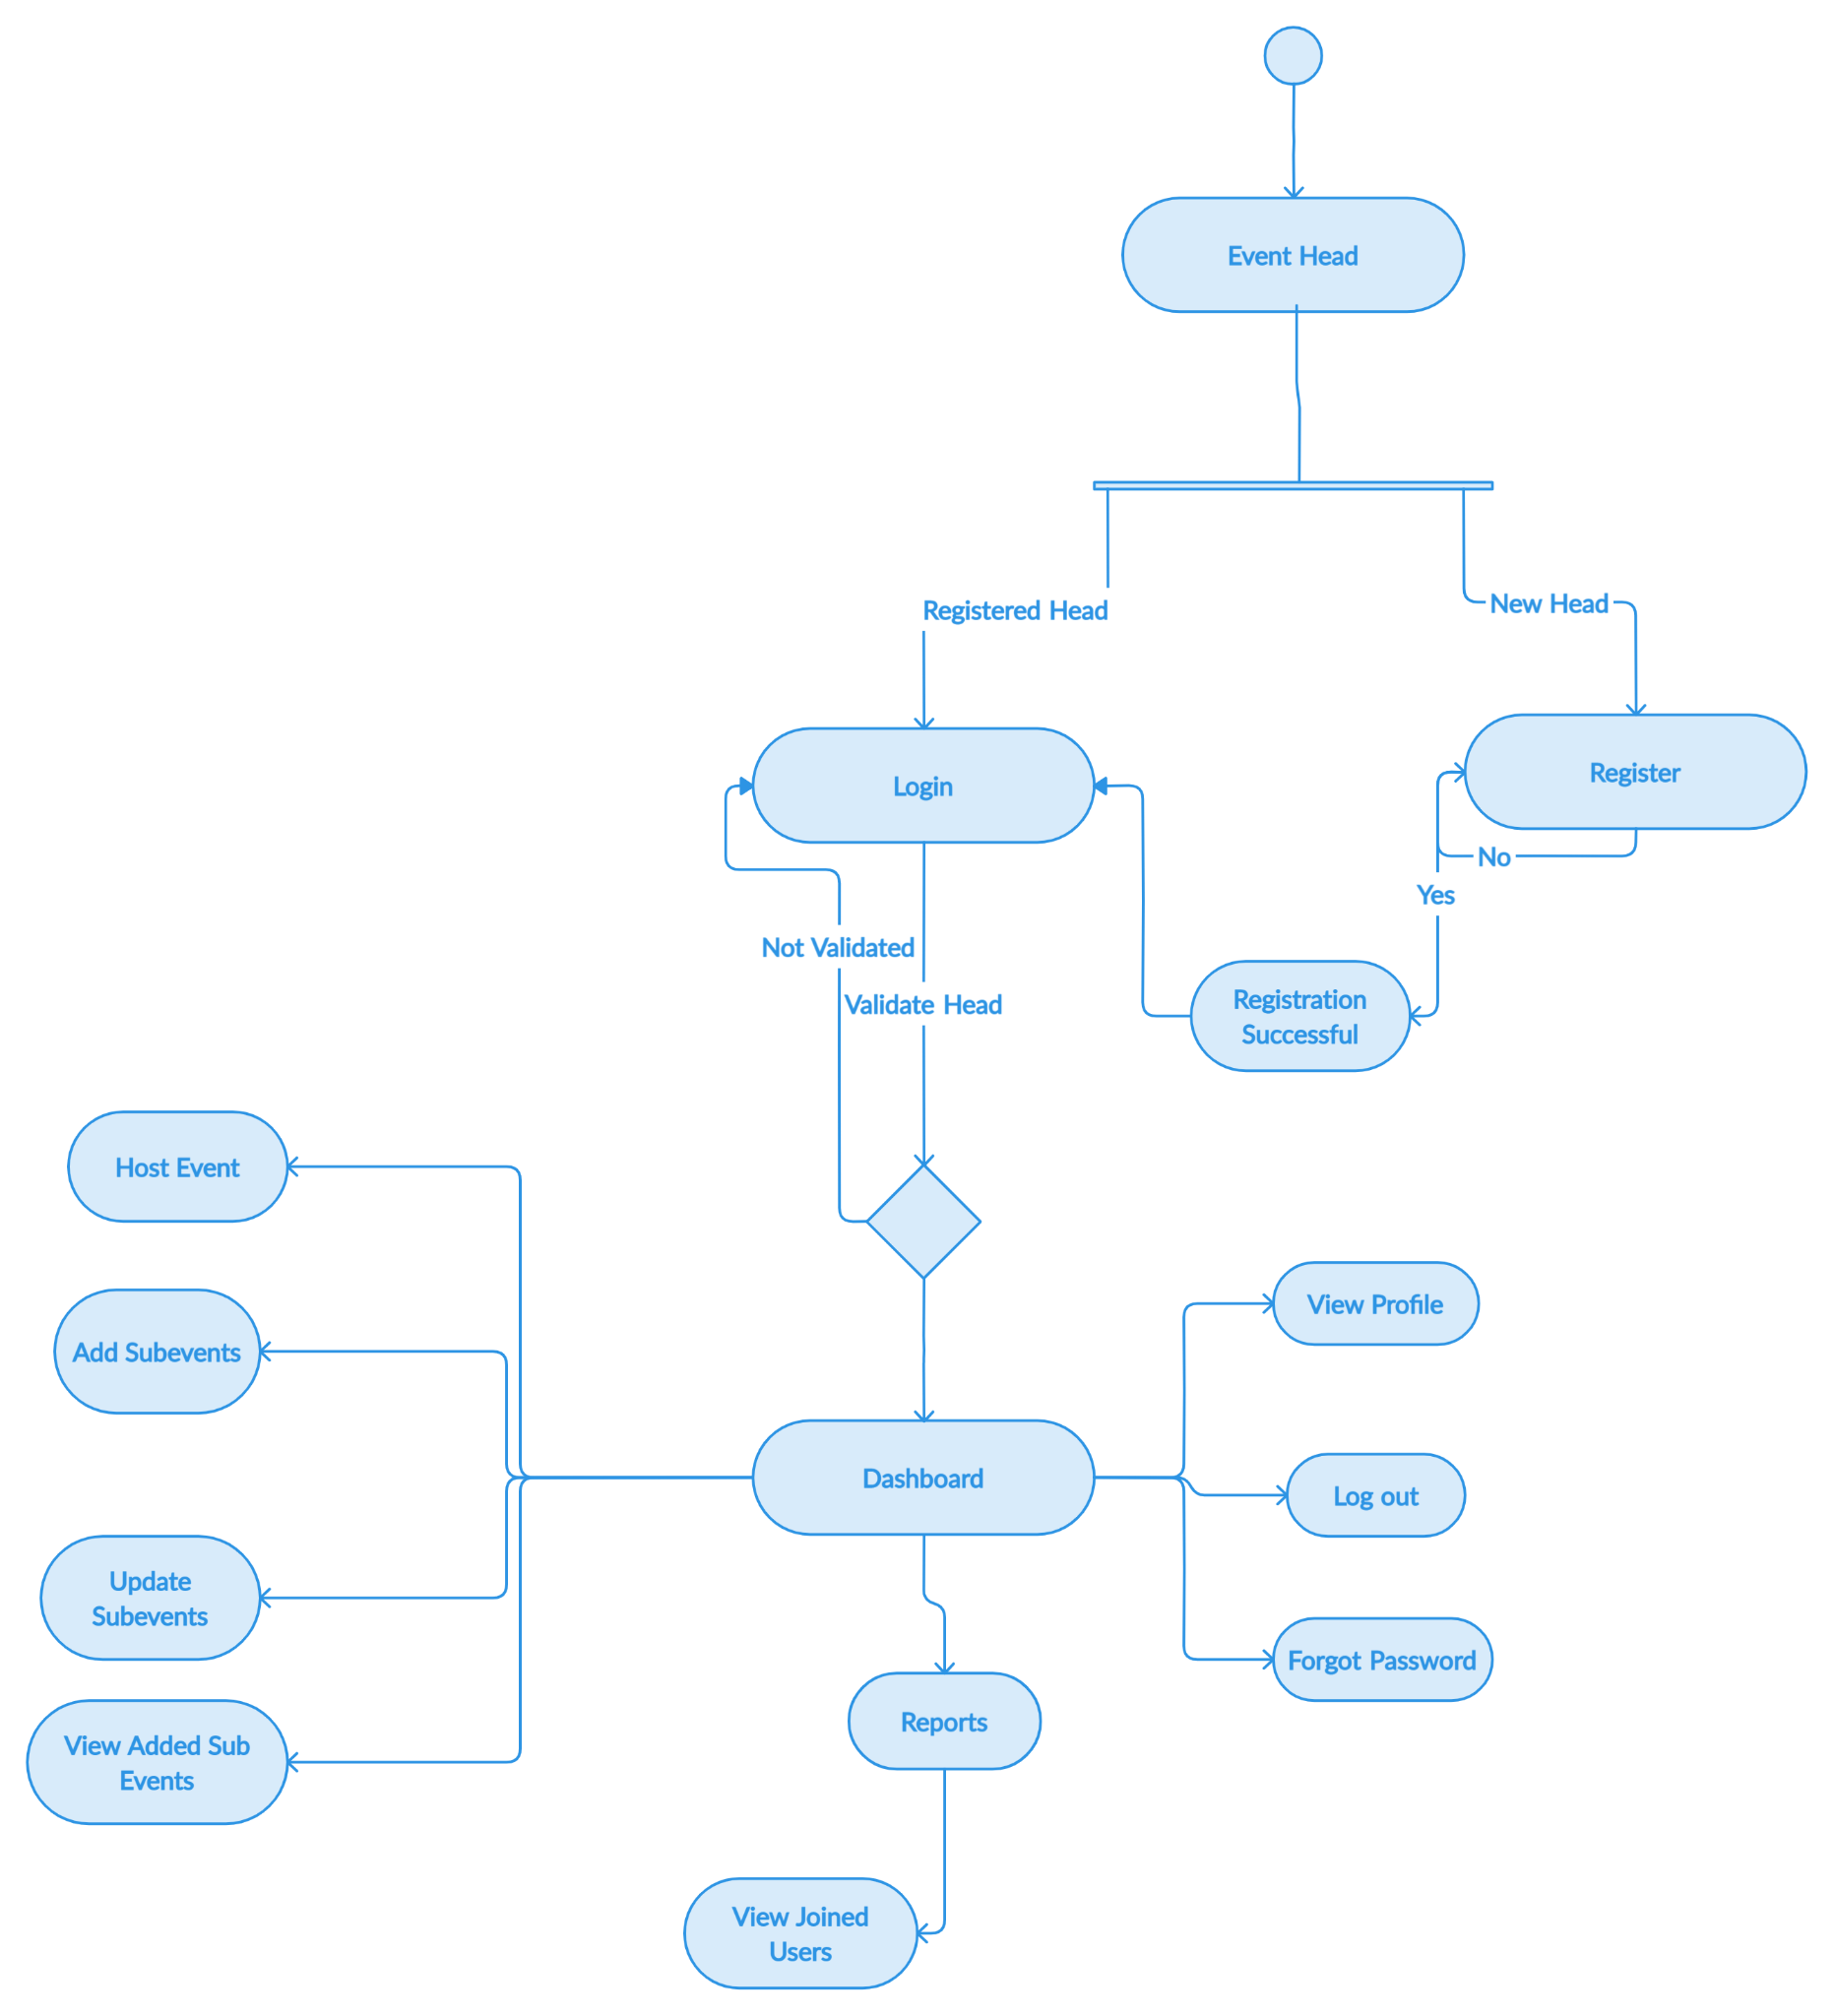 Event Head
Registered Head
New Head
Login
Register
No
Yes
Not Validated
Validate Head
Registration
Successful
Host Event
Add Subevents
View Profile
Dashboard
Log out
Update
Subevents
Forgot Password
Reports
View Added Sub
Events
View Joined
Users